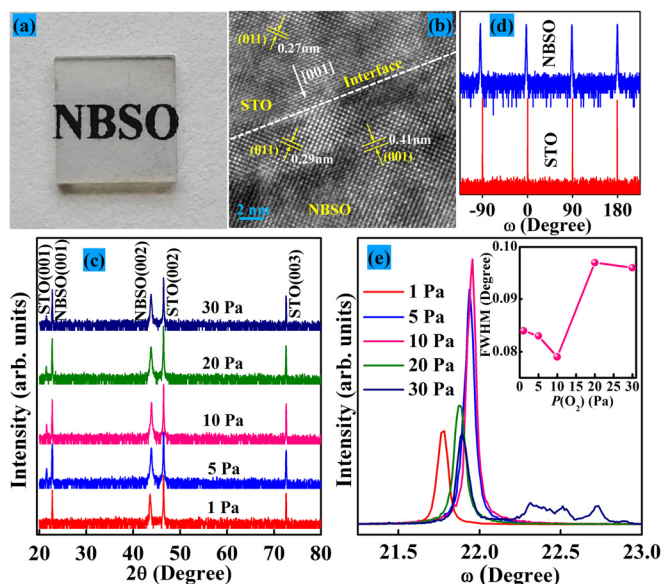 (a)
NBSO
(b)
(011)
0.27nm
[001]
Interface
STO
(011)
0.29nm
0.41nm
(001)
2 nm
NBSO
(d)
NBSO
STO
-90 0 90 180
ω (Degree)
(c)
STO(001)
NBSO(001)
NBSO(002)
STO(002)
STO(003)
30 Pa
20 Pa
10 Pa
5 Pa
1 Pa
Intensity (arb. units)
20 30 40 50 60 70 80
2θ (Degree)
(e)
1 Pa
5 Pa
10 Pa
20 Pa
30 Pa
Intensity (arb. units)
21.5 22.0 22.5 23.0
ω (Degree)
0.10
0.09
0.08
FWHM (Degree)
0 5 10 15 20 25 30
P(O₂) (Pa)